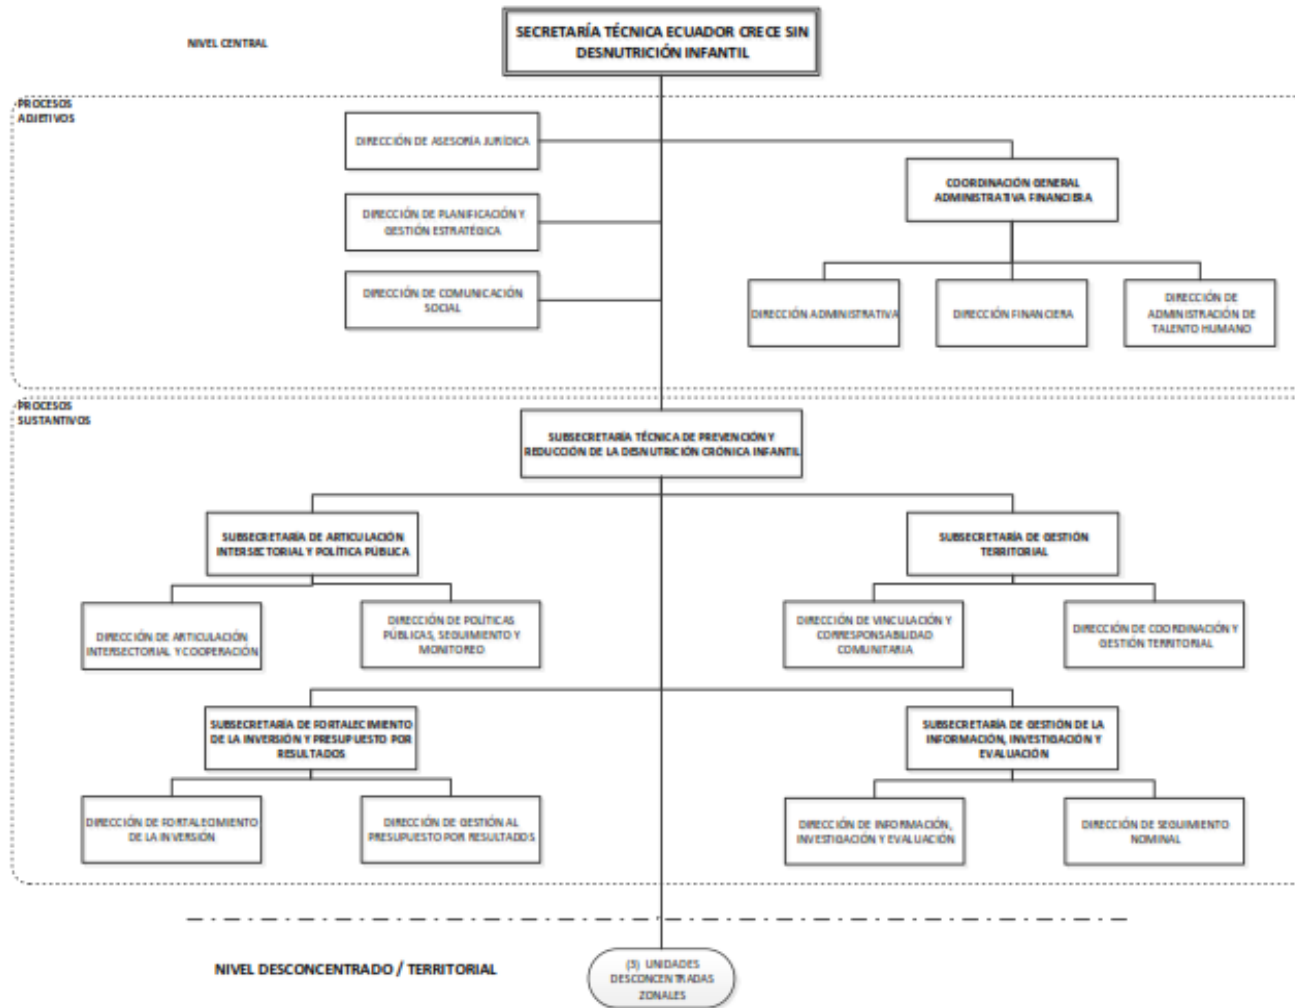 NIVEL CENTRAL
SECRETARÍA TÉCNICA ECUADOR CRECE SIN
DESNUTRICIÓN INFANTIL
PROCESOS
ADJETIVOS
DIRECCIÓN DE ASESORÍA JURÍDICA
COORDINACIÓN GENERAL
ADMINISTRATIVA FINANCIERA
DIRECCIÓN DE PLANIFICACIÓN Y
GESTIÓN ESTRATÉGICA
DIRECCIÓN DE COMUNICACIÓN
SOCIAL
DIRECCIÓN ADMINISTRATIVA
DIRECCIÓN FINANCIERA
DIRECCIÓN DE
ADMINISTRACIÓN DE
TALENTO HUMANO
PROCESOS
SUSTANTIVOS
SUBSECRETARÍA TÉCNICA DE PREVENCIÓN Y
REDUCCIÓN DE LA DESNUTRICIÓN CRÓNICA INFANTIL
SUBSECRETARÍA DE ARTICULACIÓN
INTERSECTORIAL Y POLÍTICA PÚBLICA
SUBSECRETARÍA DE GESTIÓN
TERRITORIAL
DIRECCIÓN DE ARTICULACIÓN
INTERSECTORIAL Y COOPERACIÓN
DIRECCIÓN DE POLÍTICAS
PÚBLICAS, SEGUIMIENTO Y
MONITOREO
DIRECCIÓN DE VINCULACIÓN Y
CORRESPONSABILIDAD
COMUNITARIA
DIRECCIÓN DE COORDINACIÓN Y
GESTIÓN TERRITORIAL
SUBSECRETARÍA DE FORTALECIMIENTO
DE LA INVERSIÓN Y PRESUPUESTO POR
RESULTADOS
SUBSECRETARÍA DE GESTIÓN DE LA
INFORMACIÓN, INVESTIGACIÓN Y
EVALUACIÓN
DIRECCIÓN DE FORTALECIMIENTO
DE LA INVERSIÓN
DIRECCIÓN DE GESTIÓN AL
PRESUPUESTO POR RESULTADOS
DIRECCIÓN DE INFORMACIÓN,
INVESTIGACIÓN Y EVALUACIÓN
DIRECCIÓN DE SEGUIMIENTO
NOMINAL
NIVEL DESCONCENTRADO / TERRITORIAL
(3) UNIDADES
DESCONCENTRADAS
ZONALES